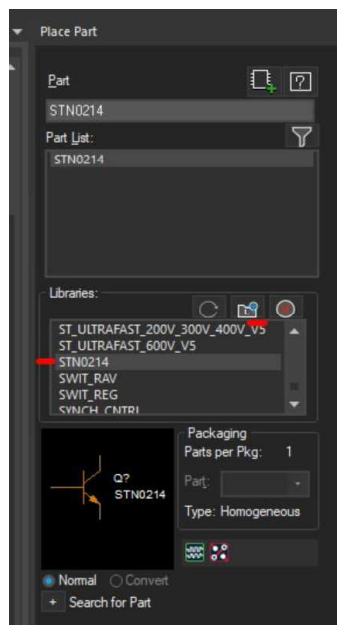 Place Part
Part
STN0214
Part List:
STN0214
Libraries:
ST_ULTRAFAST_200V_300V_400V_V5
ST_ULTRAFAST_600V_V5
STN0214
SWIT_RAV
SWIT_REG
SYNCH_CNTRL
Packaging
Parts per Pkg: 1
Part:
Type: Homogeneous
Q?
STN0214
Normal Convert
+ Search for Part